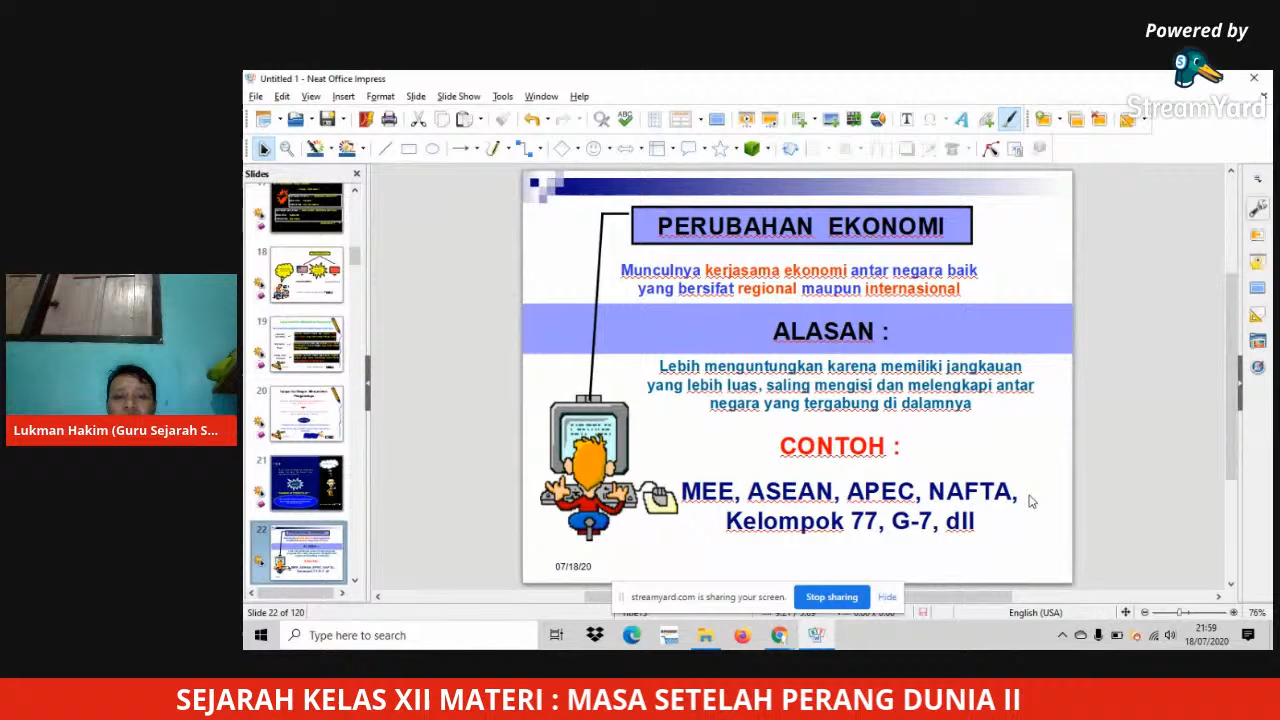 Powered by
StreamYard
Untitled 1 - Neat Office Impress
File Edit View Insert Format Slide Slide Show Tools Window Help
Slides
18
19
20
21
22
PERUBAHAN EKONOMI
Munculnya kerjasama ekonomi antar negara baik
yang bersifat regional maupun internasional
ALASAN :
Lebih menguntungkan karena memiliki jangkauan
yang lebih luas, saling mengisi dan melengkapi antar
negara yang tergabung di dalamnya
CONTOH :
MEE, ASEAN, APEC, NAFTA,
Kelompok 77, G-7, dll
07/18/20
streamyard.com is sharing your screen. Stop sharing Hide
Slide 22 of 120
English (USA)
76%
Type here to search
21:59
18/07/2020
Lukman Hakim (Guru Sejarah S...
SEJARAH KELAS XII MATERI : MASA SETELAH PERANG DUNIA II